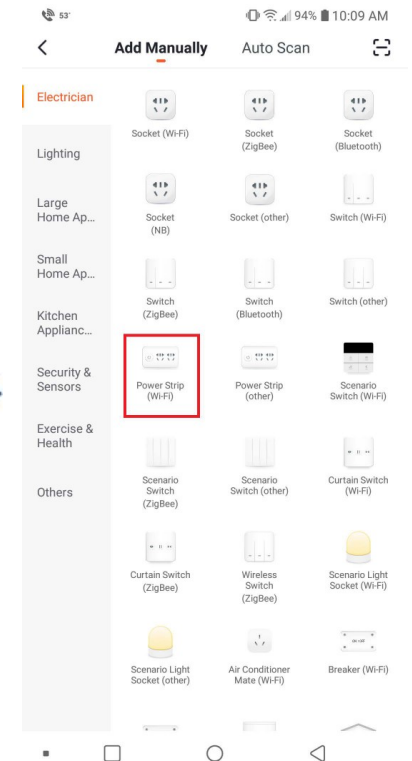 53°
94% 10:09 AM
Add Manually
Auto Scan
Electrician
Lighting
Large
Home Ap...
Small
Home Ap...
Kitchen
Applianc...
Security &
Sensors
Exercise &
Health
Others
Socket (Wi-Fi)
Socket
(ZigBee)
Socket
(Bluetooth)
Socket
(NB)
Socket (other)
Switch (Wi-Fi)
Switch
(ZigBee)
Switch
(Bluetooth)
Switch (other)
Power Strip
(Wi-Fi)
Power Strip
(other)
Scenario
Switch (Wi-Fi)
Scenario
Switch
(ZigBee)
Scenario
Switch (other)
Curtain Switch
(Wi-Fi)
Curtain Switch
(ZigBee)
Wireless
Switch
(ZigBee)
Scenario Light
Socket (Wi-Fi)
Scenario Light
Socket (other)
Air Conditioner
Mate (Wi-Fi)
Breaker (Wi-Fi)